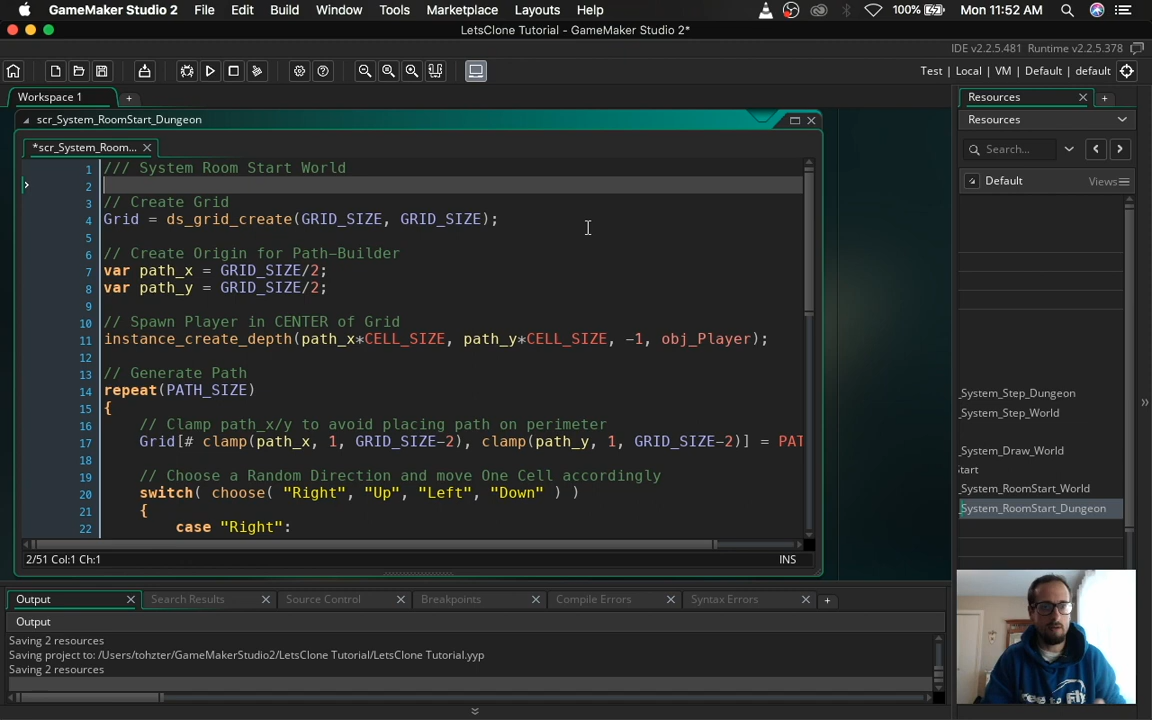 GameMaker Studio 2 File Edit Build Window Tools Marketplace Layouts Help 100% Mon 11:52 AM
LetsClone Tutorial - GameMaker Studio 2*
IDE v2.2.5.481 Runtime v2.2.5.378
Test | Local | VM | Default | default
Workspace 1
Resources
scr_System_RoomStart_Dungeon
Resources
*scr_System_Room...
Search...
1 /// System Room Start World
2
3 // Create Grid
4 Grid = ds_grid_create(GRID_SIZE, GRID_SIZE);
5
6 // Create Origin for Path-Builder
7 var path_x = GRID_SIZE/2;
8 var path_y = GRID_SIZE/2;
9
10 // Spawn Player in CENTER of Grid
11 instance_create_depth(path_x*CELL_SIZE, path_y*CELL_SIZE, -1, obj_Player);
12
13 // Generate Path
14 repeat(PATH_SIZE)
15 {
16 // Clamp path_x/y to avoid placing path on perimeter
17 Grid[# clamp(path_x, 1, GRID_SIZE-2), clamp(path_y, 1, GRID_SIZE-2)] = PAT
18
19 // Choose a Random Direction and move One Cell accordingly
20 switch( choose( "Right", "Up", "Left", "Down" ) )
21 {
22 case "Right":
2/51 Col:1 Ch:1 INS
Default Views
_System_Step_Dungeon
_System_Step_World
_System_Draw_World
Start
_System_RoomStart_World
_System_RoomStart_Dungeon
Output Search Results Source Control Breakpoints Compile Errors Syntax Errors
Output
Saving 2 resources
Saving project to: /Users/tohzter/GameMakerStudio2/LetsClone Tutorial/LetsClone Tutorial.yyp
Saving 2 resources